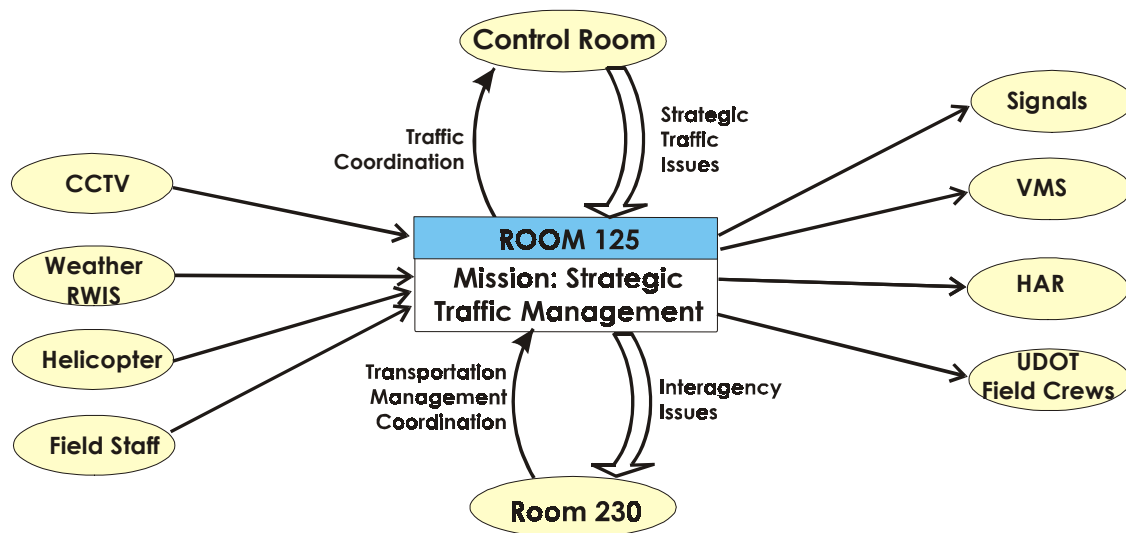 Control Room
Traffic
Coordination
Strategic
Traffic
Issues
CCTV
Weather
RWIS
Helicopter
Field Staff
ROOM 125
Mission: Strategic
Traffic Management
Signals
VMS
HAR
UDOT
Field Crews
Transportation
Management
Coordination
Interagency
Issues
Room 230